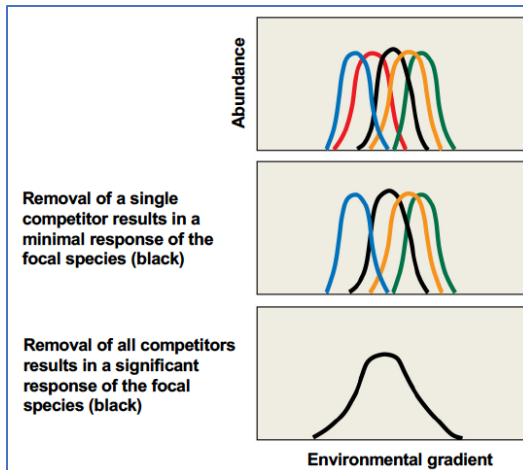 Abundance
Removal of a single
competitor results in a
minimal response of the
focal species (black)
Removal of all competitors
results in a significant
response of the focal
species (black)
Environmental gradient